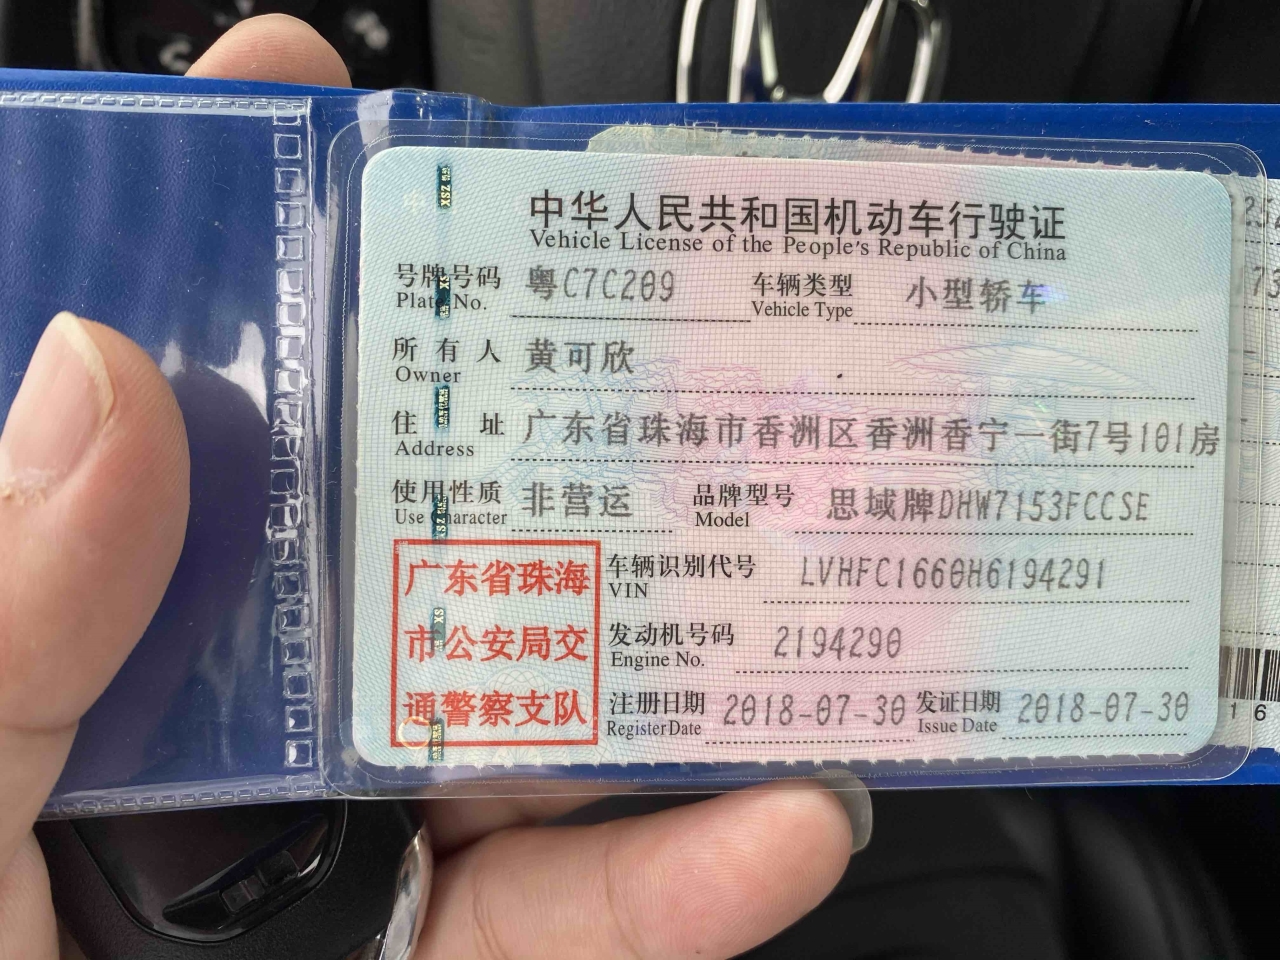 中华人民共和国机动车行驶证
Vehicle License of the People's Republic of China
号牌号码 粤C7C209 车辆类型 小型轿车
Plate No. Vehicle Type
所有人 黄可欣
Owner
住址 广东省珠海市香洲区香洲香宁一街7号101房
Address
使用性质 非营运 品牌型号 思域牌DHW7153FCCSE
Use Character Model
广东省珠海
市公安局交
通警察支队
车辆识别代号 LVHFC1660H6194291
VIN
发动机号码 2194290
Engine No.
注册日期 2018-07-30 发证日期 2018-07-30
Register Date Issue Date